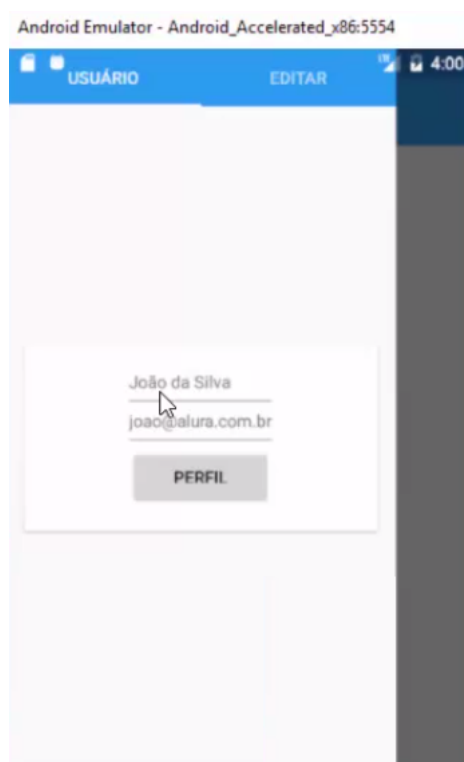 Android Emulator - Android_Accelerated_x86:5554
4:00
USUÁRIO EDITAR
João da Silva
joao@alura.com.br
PERFIL